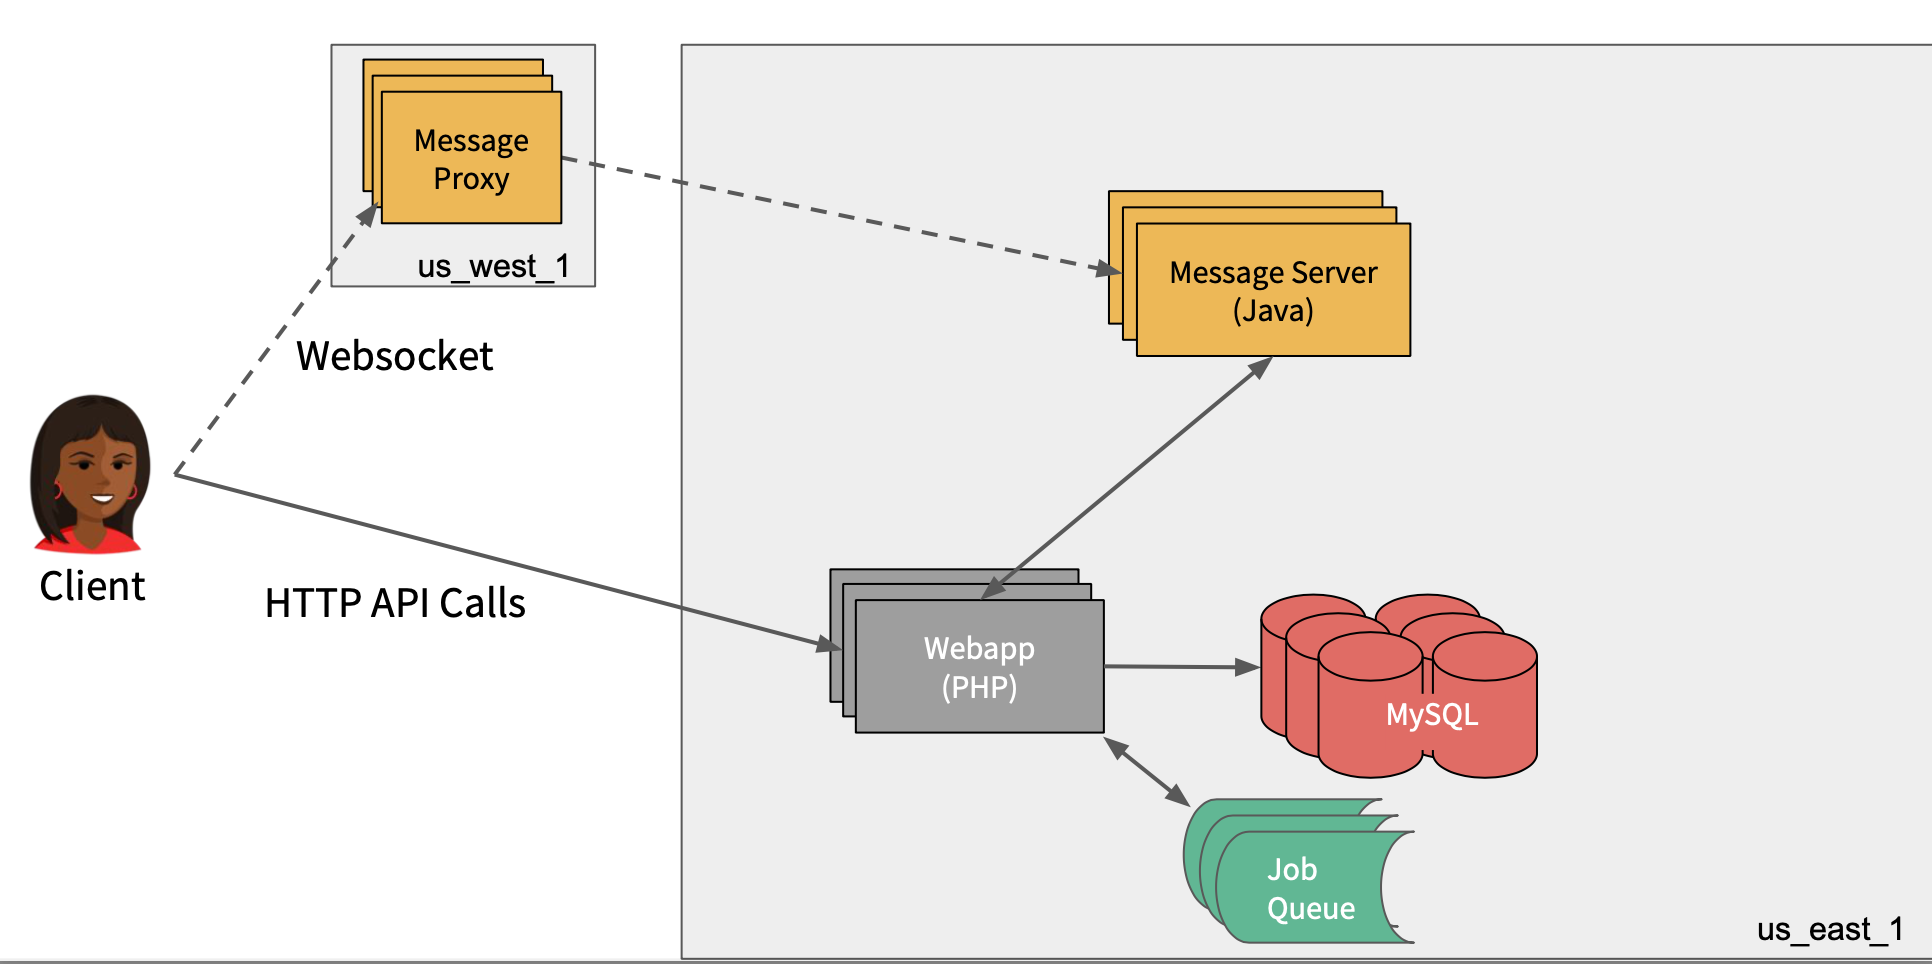 Message
Proxy
us_west_1
Websocket
Message Server
(Java)
Client
HTTP API Calls
Webapp
(PHP)
MySQL
Job
Queue
us_east_1